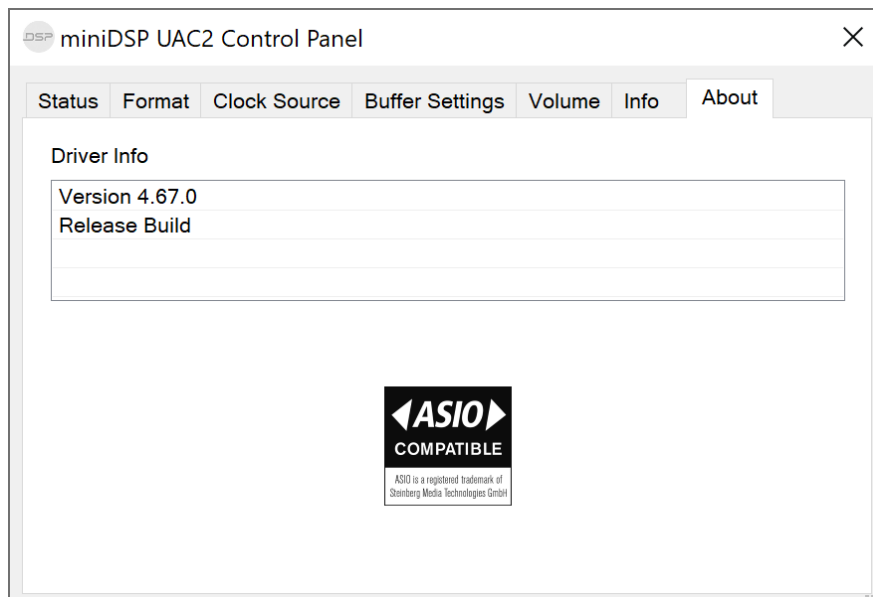 DSP miniDSP UAC2 Control Panel
Status Format Clock Source Buffer Settings Volume Info About
Driver Info
Version 4.67.0
Release Build
ASIO
COMPATIBLE
ASIO is a registered trademark of
Steinberg Media Technologies GmbH